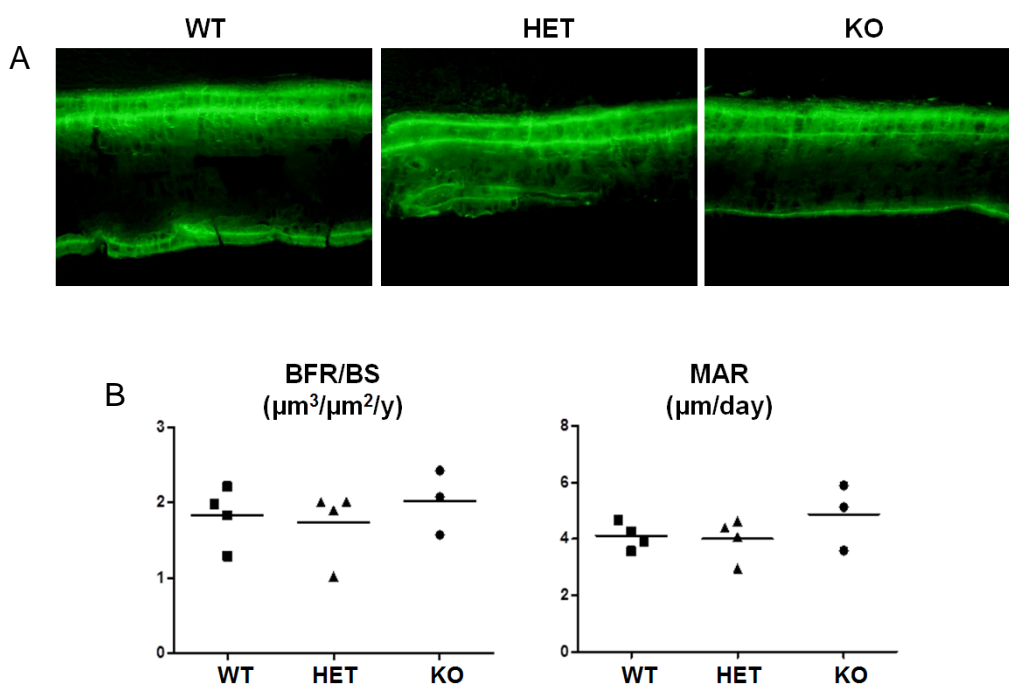 WT HET KO
A
B
BFR/BS
(µm³/µm²/y)
3
2
1
0
WT HET KO
MAR
(µm/day)
8
6
4
2
0
WT HET KO